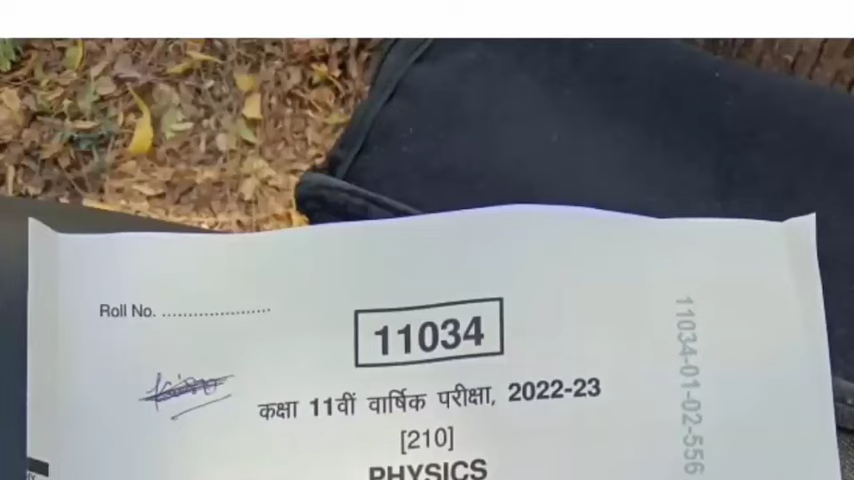 Roll No. ..............................
11034
11034-01-02-556
कक्षा 11वीं वार्षिक परीक्षा, 2022-23
[210]
PHYSICS